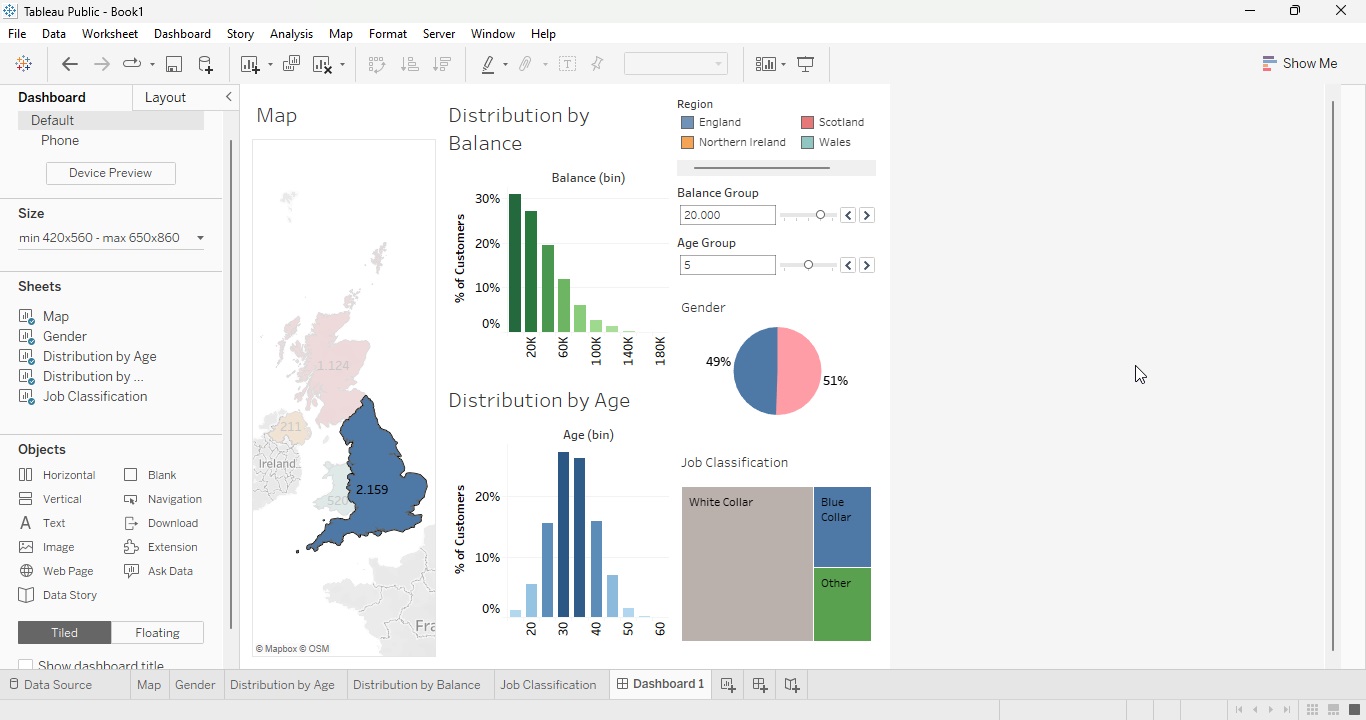 Tableau Public - Book1
File Data Worksheet Dashboard Story Analysis Map Format Server Window Help
Show Me
Dashboard Layout
Default
Phone
Device Preview
Size
min 420x560 - max 650x860
Sheets
Map
Gender
Distribution by Age
Distribution by ...
Job Classification
Objects
Horizontal Blank
Vertical Navigation
Text Download
Image Extension
Web Page Ask Data
Data Story
Tiled Floating
Show dashboard title
Map
1.124
211
Ireland
520
2.159
Fra
© Mapbox © OSM
Distribution by
Balance
Balance (bin)
% of Customers
30%
20%
10%
0%
20K 60K 100K 140K 180K
Distribution by Age
Age (bin)
% of Customers
20%
10%
0%
20 30 40 50 60
Region
England Scotland
Northern Ireland Wales
Balance Group
20.000
Age Group
5
Gender
49%
51%
Job Classification
White Collar
Blue
Collar
Other
Data Source Map Gender Distribution by Age Distribution by Balance Job Classification Dashboard 1